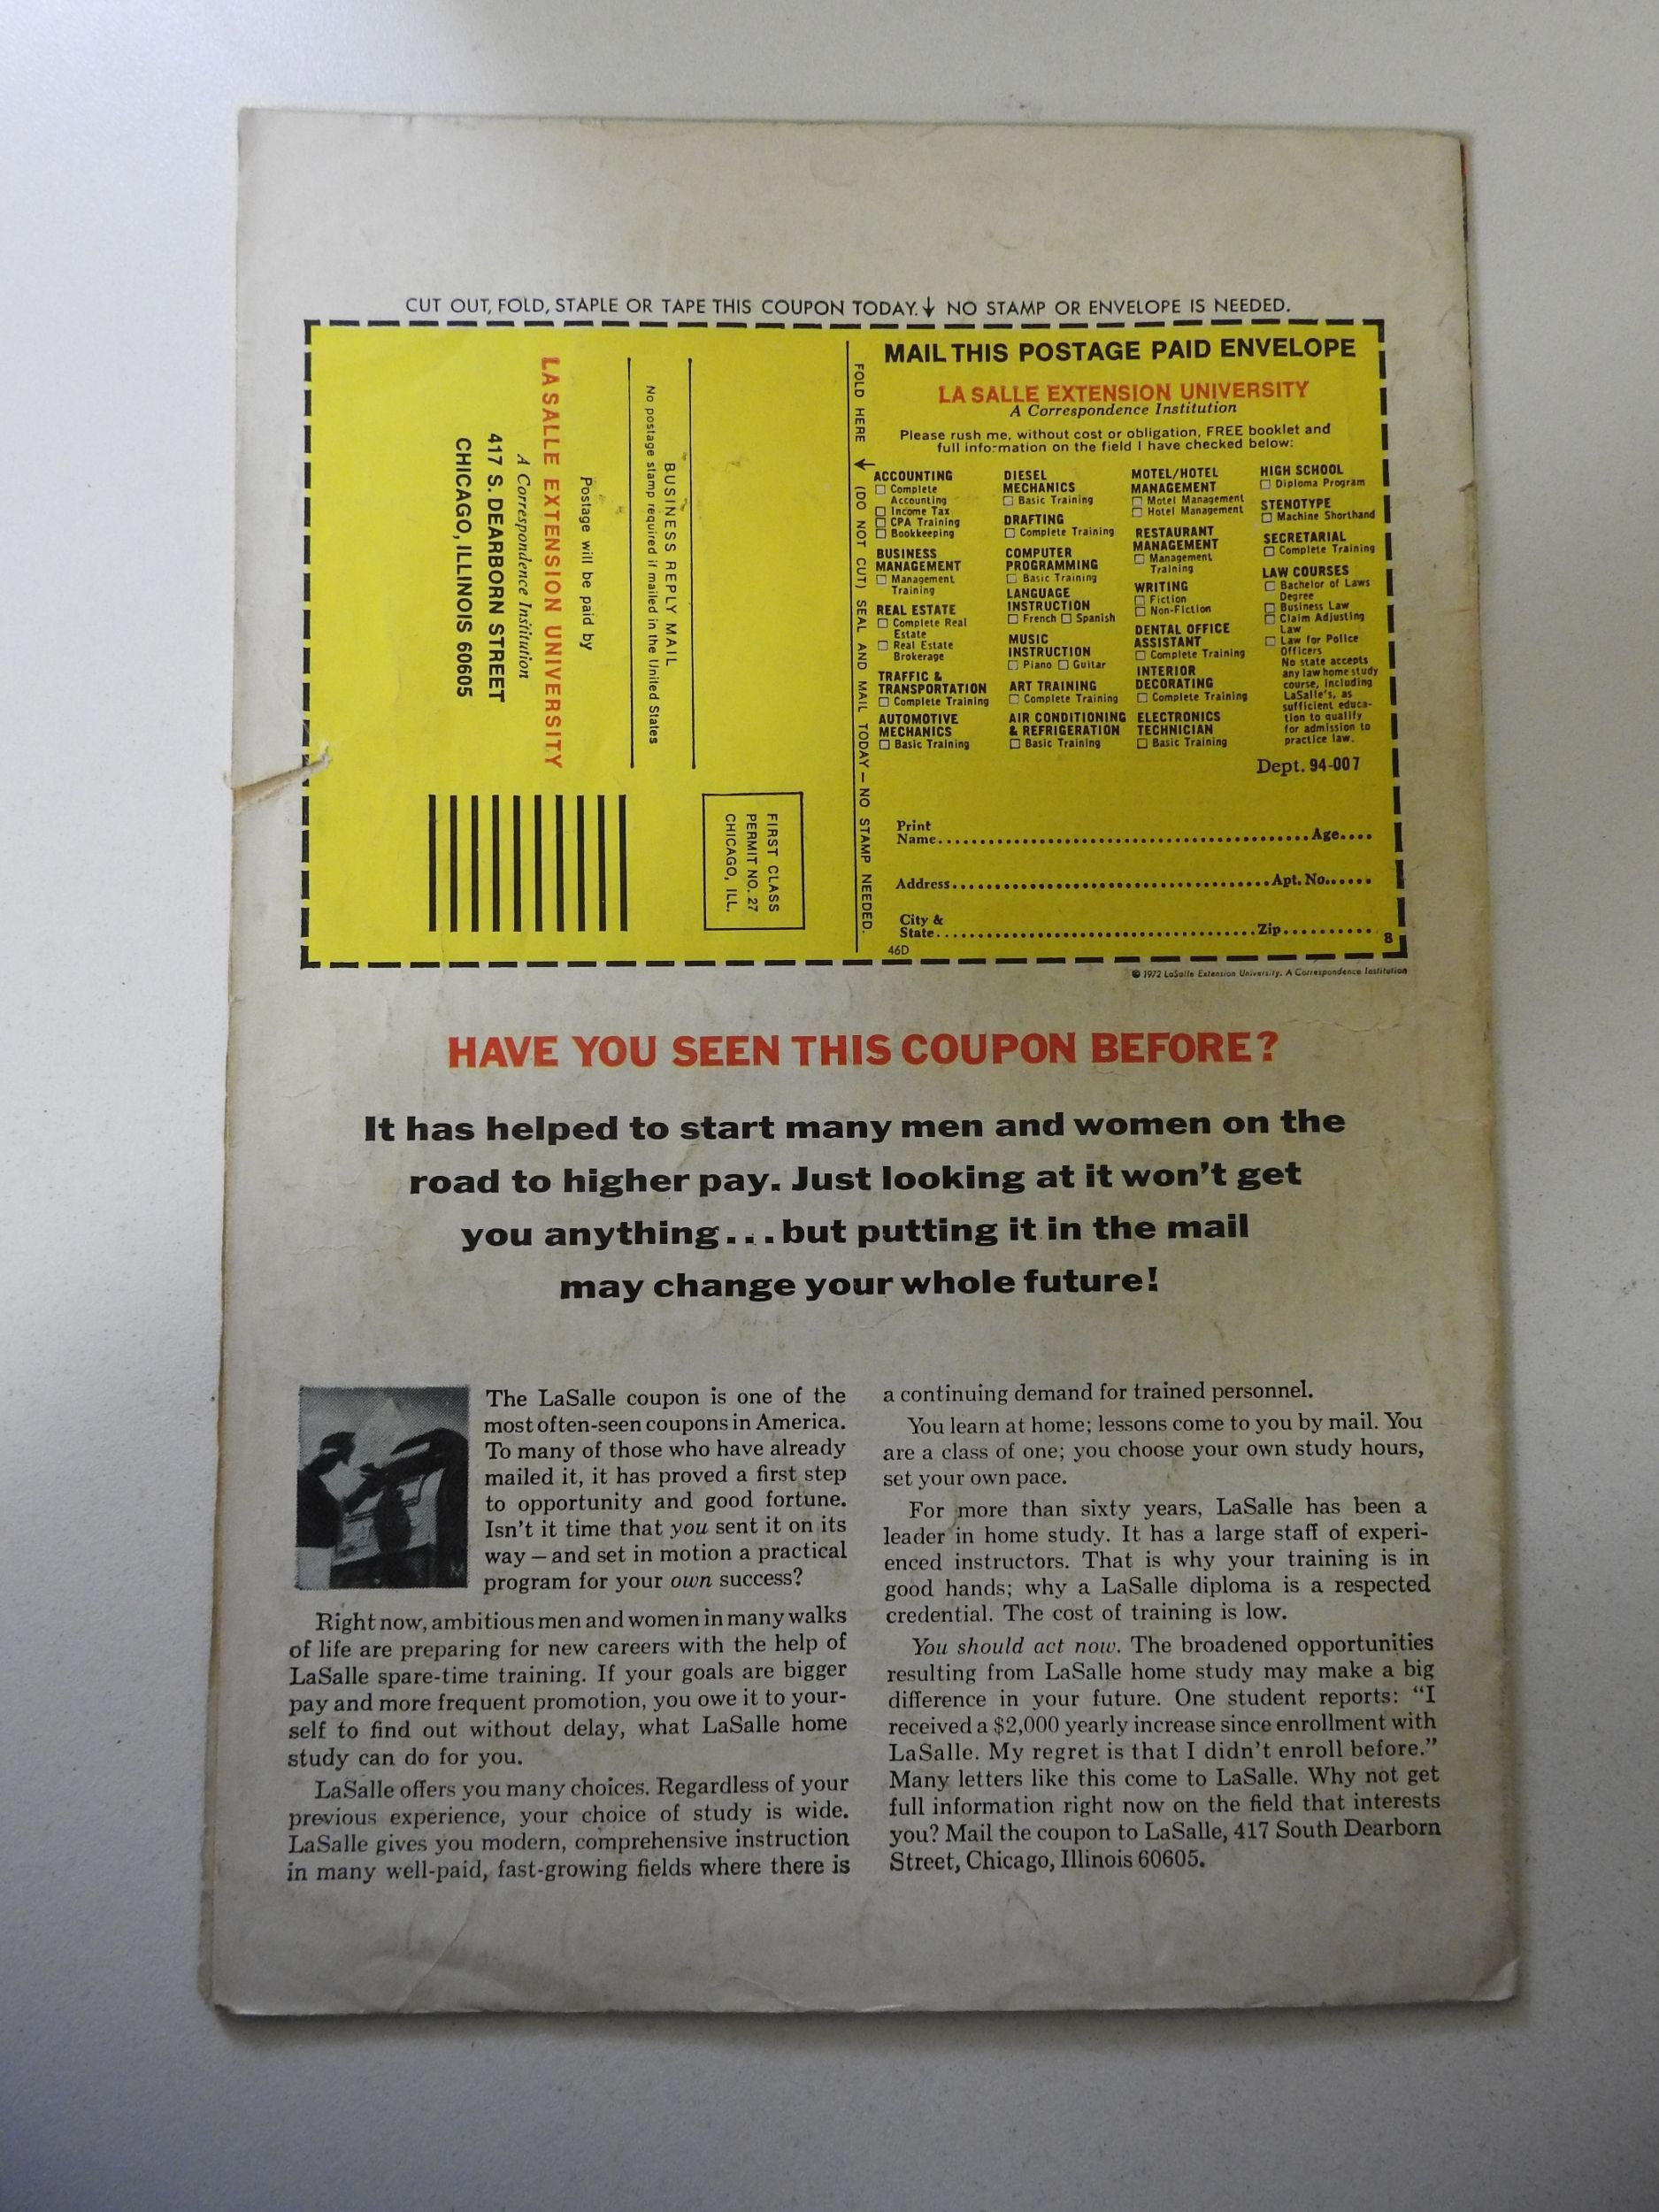 CUT OUT, FOLD, STAPLE OR TAPE THIS COUPON TODAY. ↓ NO STAMP OR ENVELOPE IS NEEDED.
LA SALLE EXTENSION UNIVERSITY
A Correspondence Institution
417 S. DEARBORN STREET
CHICAGO, ILLINOIS 60605
Postage will be paid by
No postage stamp required if mailed in the United States
BUSINESS REPLY MAIL
FIRST CLASS
PERMIT NO. 27
CHICAGO, ILL.
FOLD HERE → (DO NOT CUT) SEAL AND MAIL TODAY — NO STAMP NEEDED.
MAIL THIS POSTAGE PAID ENVELOPE
LA SALLE EXTENSION UNIVERSITY
A Correspondence Institution
Please rush me, without cost or obligation, FREE booklet and
full information on the field I have checked below:
ACCOUNTING
☐ Complete
Accounting
☐ Income Tax
☐ CPA Training
☐ Bookkeeping
BUSINESS
MANAGEMENT
☐ Management
Training
REAL ESTATE
☐ Complete Real
Estate
☐ Real Estate
Brokerage
TRAFFIC &
TRANSPORTATION
☐ Complete Training
AUTOMOTIVE
MECHANICS
☐ Basic Training
DIESEL
MECHANICS
☐ Basic Training
DRAFTING
☐ Complete Training
COMPUTER
PROGRAMMING
☐ Basic Training
LANGUAGE
INSTRUCTION
☐ French ☐ Spanish
MUSIC
INSTRUCTION
☐ Piano ☐ Guitar
ART TRAINING
☐ Complete Training
AIR CONDITIONING
& REFRIGERATION
☐ Basic Training
MOTEL/HOTEL
MANAGEMENT
☐ Motel Management
☐ Hotel Management
RESTAURANT
MANAGEMENT
☐ Management
Training
WRITING
☐ Fiction
☐ Non-Fiction
DENTAL OFFICE
ASSISTANT
☐ Complete Training
INTERIOR
DECORATING
☐ Complete Training
ELECTRONICS
TECHNICIAN
☐ Basic Training
HIGH SCHOOL
☐ Diploma Program
STENOTYPE
☐ Machine Shorthand
SECRETARIAL
☐ Complete Training
LAW COURSES
☐ Bachelor of Laws
Degree
☐ Business Law
☐ Claim Adjusting
Law
☐ Law for Police
Officers
No state accepts
any law home study
course, including
LaSalle's, as
sufficient educa-
tion to qualify
for admission to
practice law.
Dept. 94-007
Print
Name..........Age....
Address..........Apt. No......
City &
State..........Zip..........
46D
8
© 1972 LaSalle Extension University, A Correspondence Institution
HAVE YOU SEEN THIS COUPON BEFORE?
It has helped to start many men and women on the
road to higher pay. Just looking at it won't get
you anything...but putting it in the mail
may change your whole future!
The LaSalle coupon is one of the
most often-seen coupons in America.
To many of those who have already
mailed it, it has proved a first step
to opportunity and good fortune.
Isn't it time that you sent it on its
way — and set in motion a practical
program for your own success?
Right now, ambitious men and women in many walks
of life are preparing for new careers with the help of
LaSalle spare-time training. If your goals are bigger
pay and more frequent promotion, you owe it to your-
self to find out without delay, what LaSalle home
study can do for you.
LaSalle offers you many choices. Regardless of your
previous experience, your choice of study is wide.
LaSalle gives you modern, comprehensive instruction
in many well-paid, fast-growing fields where there is
a continuing demand for trained personnel.
You learn at home; lessons come to you by mail. You
are a class of one; you choose your own study hours,
set your own pace.
For more than sixty years, LaSalle has been a
leader in home study. It has a large staff of experi-
enced instructors. That is why your training is in
good hands; why a LaSalle diploma is a respected
credential. The cost of training is low.
You should act now. The broadened opportunities
resulting from LaSalle home study may make a big
difference in your future. One student reports: “I
received a $2,000 yearly increase since enrollment with
LaSalle. My regret is that I didn't enroll before.”
Many letters like this come to LaSalle. Why not get
full information right now on the field that interests
you? Mail the coupon to LaSalle, 417 South Dearborn
Street, Chicago, Illinois 60605.